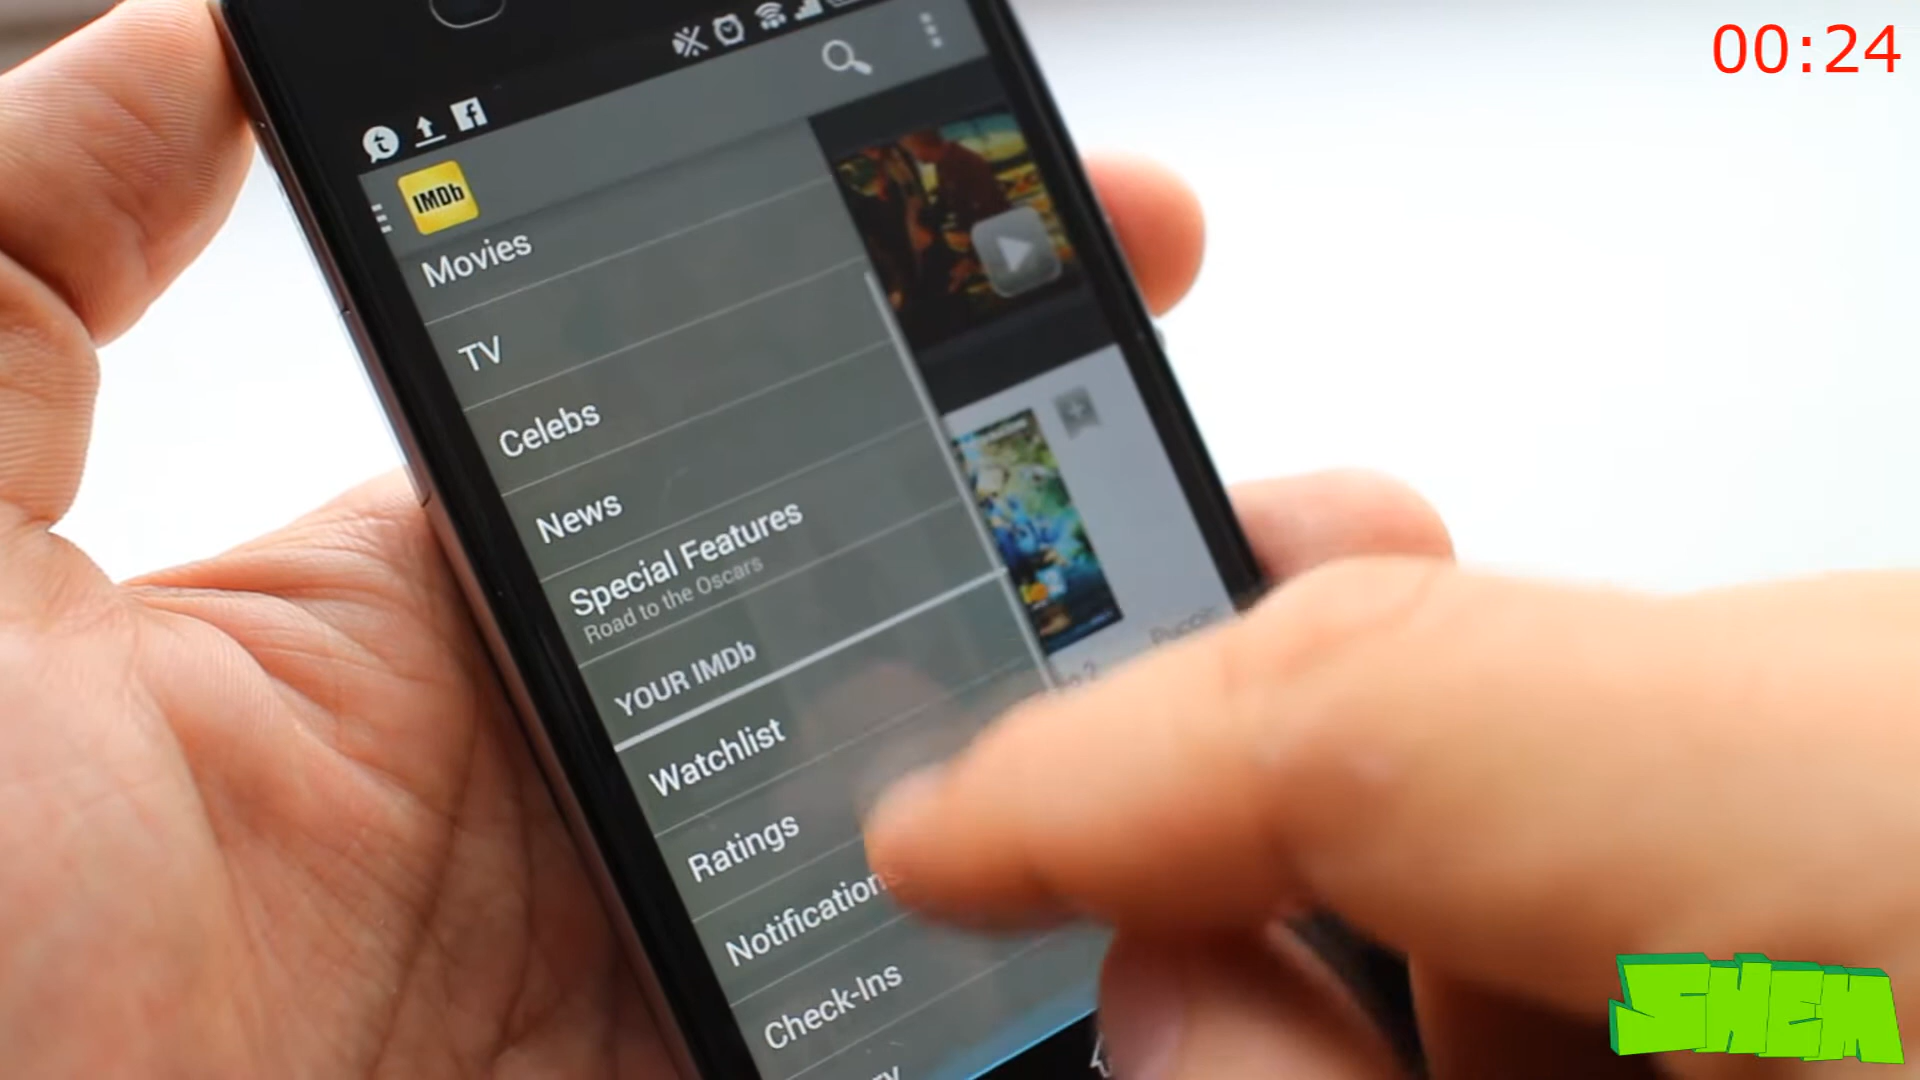 00:24
IMDb
Movies
TV
Celebs
News
Special Features
Road to the Oscars
YOUR IMDb
Watchlist
Ratings
Notification
Check-Ins
SHEM